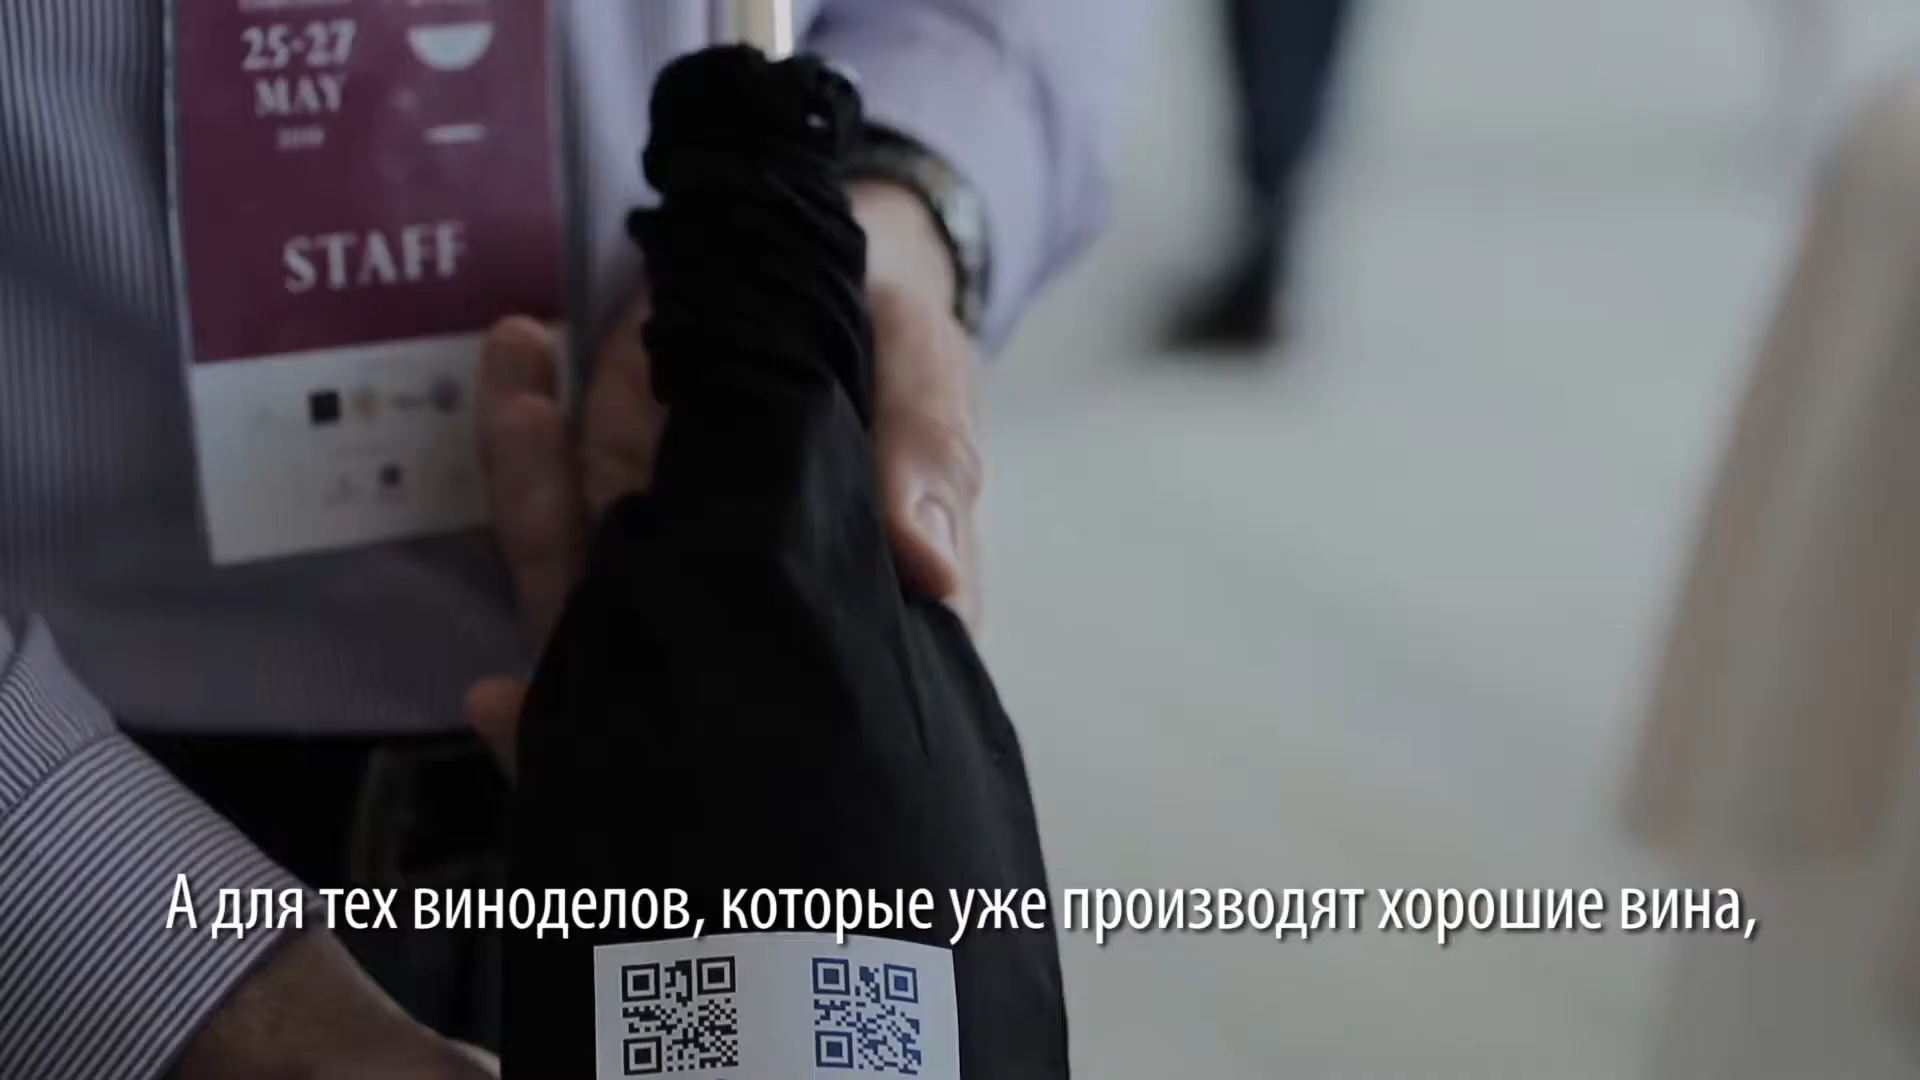 25-27
MAY
STAFF
А для тех виноделов, которые уже производят хорошие вина,